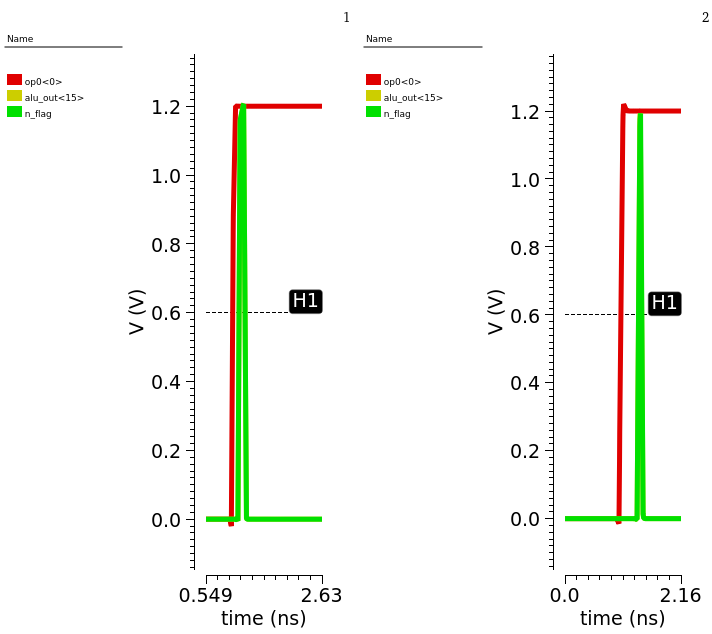 1
Name
op0<0>
alu_out<15>
n_flag
1.2
1.0
0.8
0.6
0.4
0.2
0.0
V (V)
H1
0.549
2.63
time (ns)
2
Name
op0<0>
alu_out<15>
n_flag
1.2
1.0
0.8
0.6
0.4
0.2
0.0
V (V)
H1
0.0
2.16
time (ns)